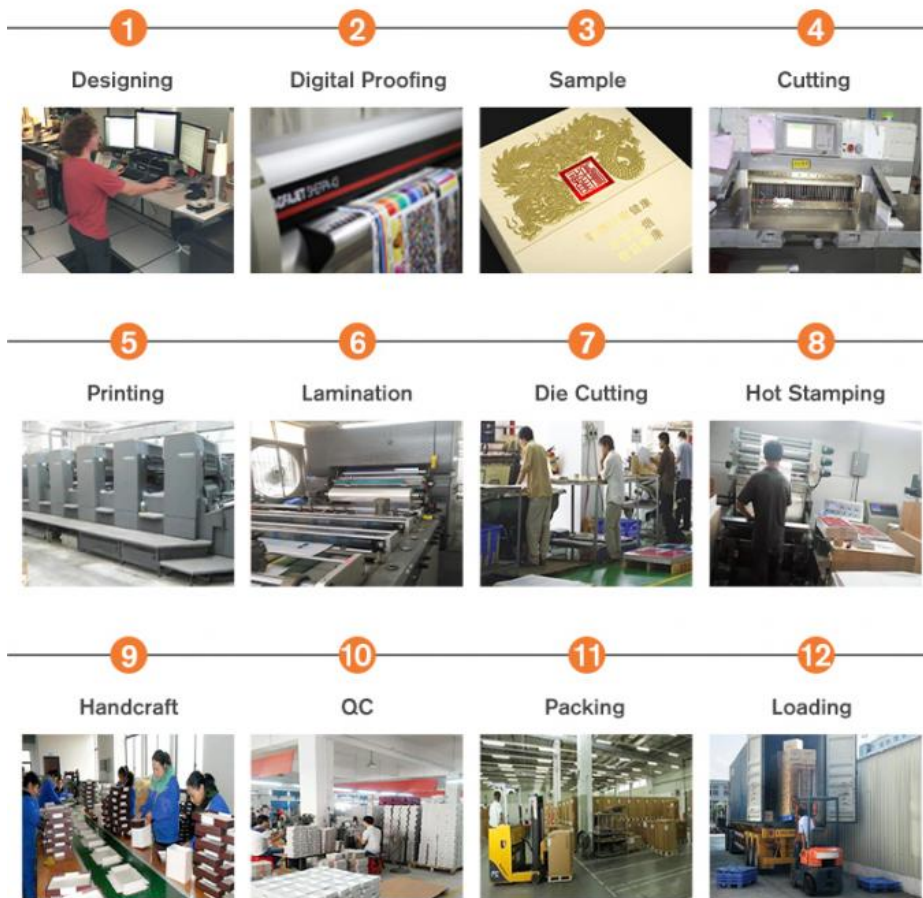 1
2
3
4
Designing
Digital Proofing
Sample
Cutting
5
6
7
8
Printing
Lamination
Die Cutting
Hot Stamping
9
10
11
12
Handcraft
QC
Packing
Loading